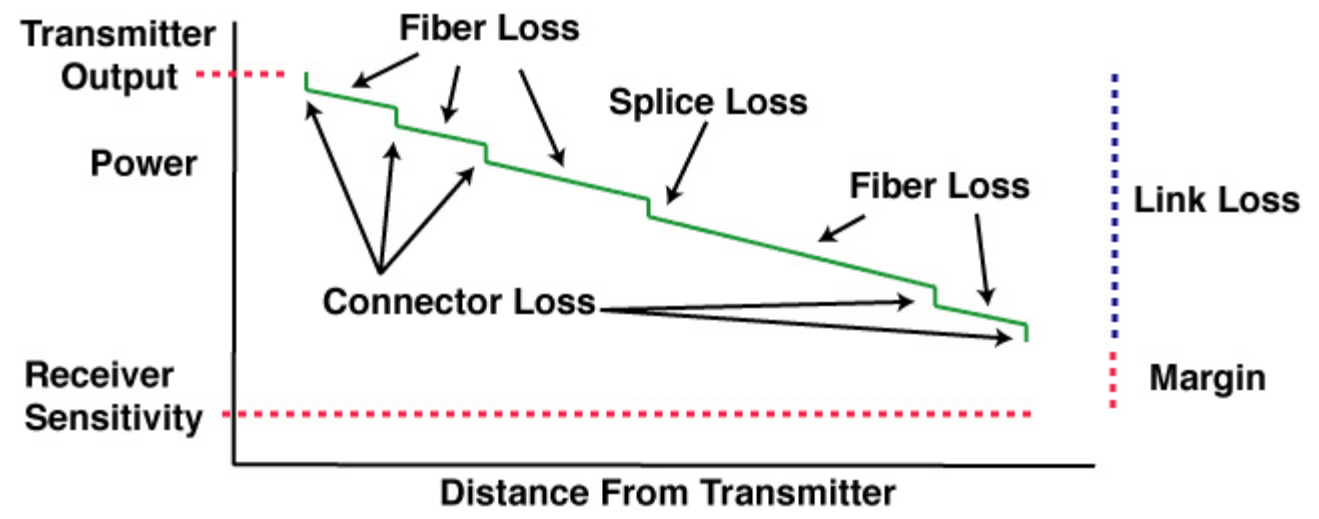 Transmitter
Output
Fiber Loss
Splice Loss
Power
Fiber Loss
Link Loss
Connector Loss
Receiver
Sensitivity
Margin
Distance From Transmitter